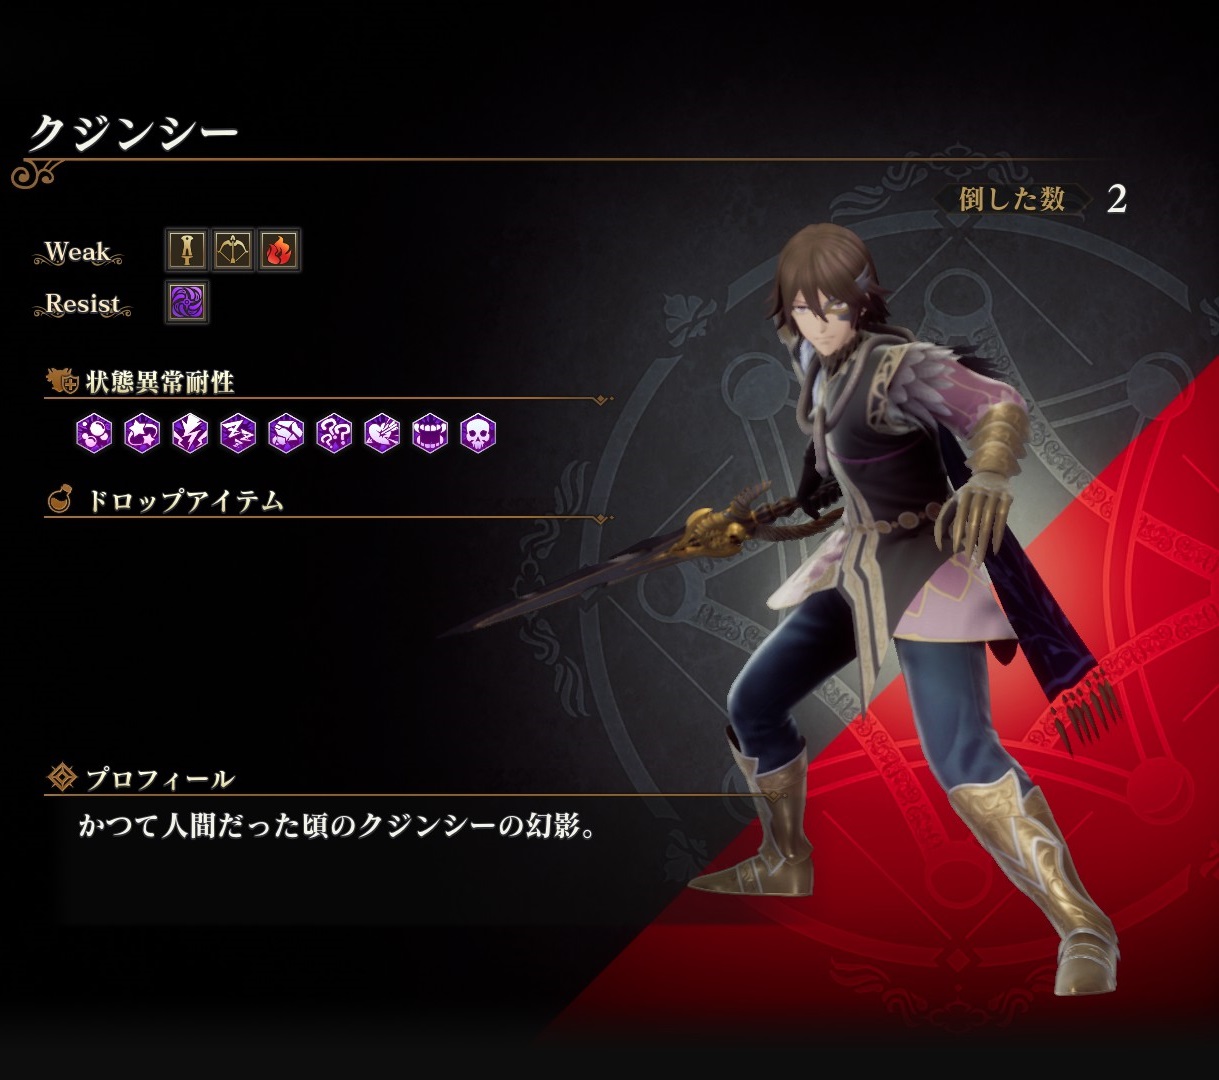 クジンシー
倒した数 2
Weak
Resist
状態異常耐性
ドロップアイテム
プロフィール
かつて人間だった頃のクジンシーの幻影。